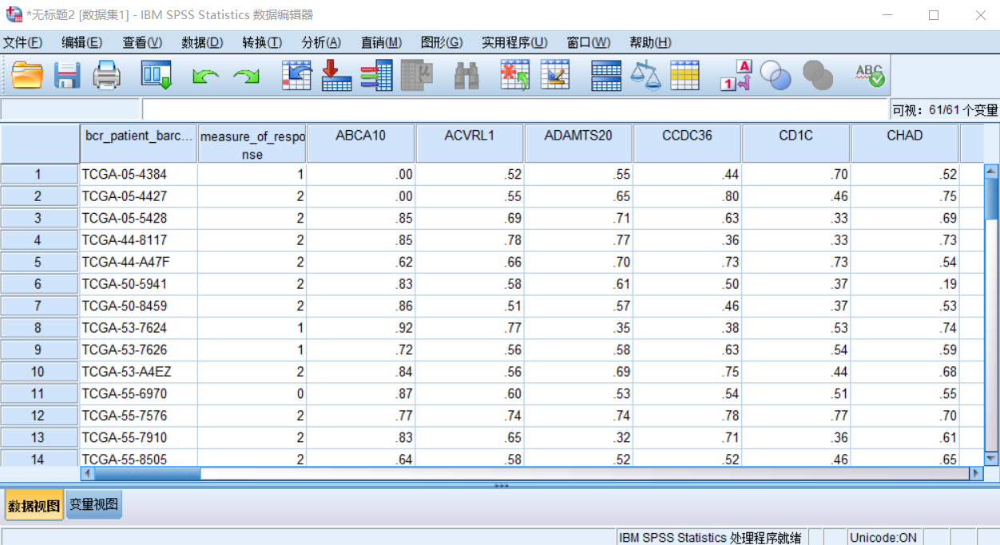 *无标题2 [数据集1] - IBM SPSS Statistics 数据编辑器
文件(F) 编辑(E) 查看(V) 数据(D) 转换(T) 分析(A) 直销(M) 图形(G) 实用程序(U) 窗口(W) 帮助(H)
可视： 61/61 个变量
bcr_patient_barc... measure_of_respo ABCA10 ACVRL1 ADAMTS20 CCDC36 CD1C CHAD
nse
1 TCGA-05-4384 1 .00 .52 .55 .44 .70 .52
2 TCGA-05-4427 2 .00 .55 .65 .80 .46 .75
3 TCGA-05-5428 2 .85 .69 .71 .63 .33 .69
4 TCGA-44-8117 2 .85 .78 .77 .36 .33 .73
5 TCGA-44-A47F 2 .62 .66 .70 .73 .73 .54
6 TCGA-50-5941 2 .83 .58 .61 .50 .37 .19
7 TCGA-50-8459 2 .86 .51 .57 .46 .37 .53
8 TCGA-53-7624 1 .92 .77 .35 .38 .53 .74
9 TCGA-53-7626 1 .72 .56 .58 .63 .54 .59
10 TCGA-53-A4EZ 2 .84 .56 .69 .75 .44 .68
11 TCGA-55-6970 0 .87 .60 .53 .54 .51 .55
12 TCGA-55-7576 2 .77 .74 .74 .78 .77 .70
13 TCGA-55-7910 2 .83 .65 .32 .71 .36 .61
14 TCGA-55-8505 2 .64 .58 .52 .52 .46 .65
数据视图 变量视图
IBM SPSS Statistics 处理程序就绪 Unicode:ON